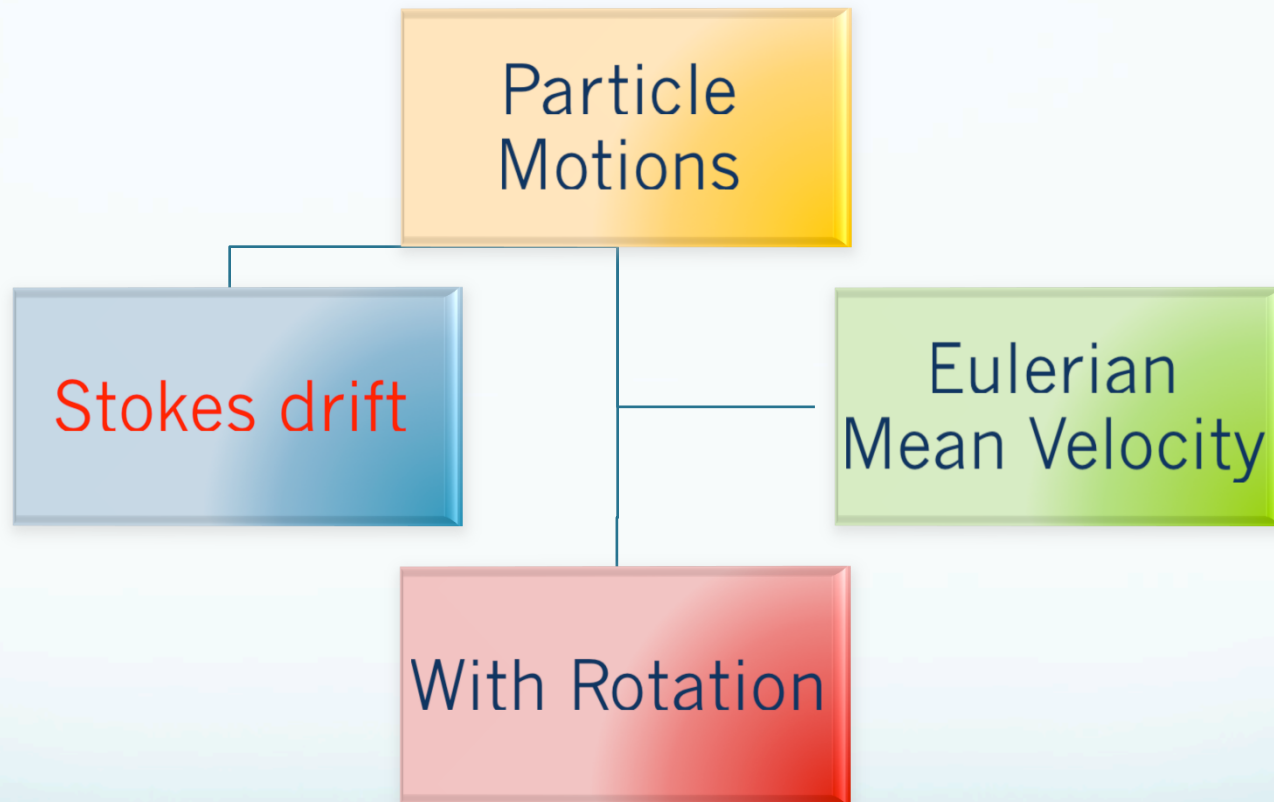 Particle
Motions
Stokes drift
Eulerian
Mean Velocity
With Rotation